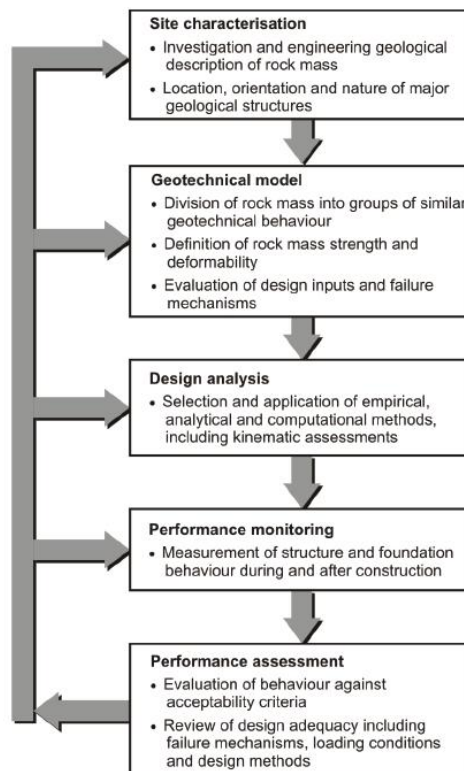 Site characterisation
• Investigation and engineering geological
description of rock mass
• Location, orientation and nature of major
geological structures
Geotechnical model
• Division of rock mass into groups of similar
geotechnical behaviour
• Definition of rock mass strength and
deformability
• Evaluation of design inputs and failure
mechanisms
Design analysis
• Selection and application of empirical,
analytical and computational methods,
including kinematic assessments
Performance monitoring
• Measurement of structure and foundation
behaviour during and after construction
Performance assessment
• Evaluation of behaviour against
acceptability criteria
• Review of design adequacy including
failure mechanisms, loading conditions
and design methods